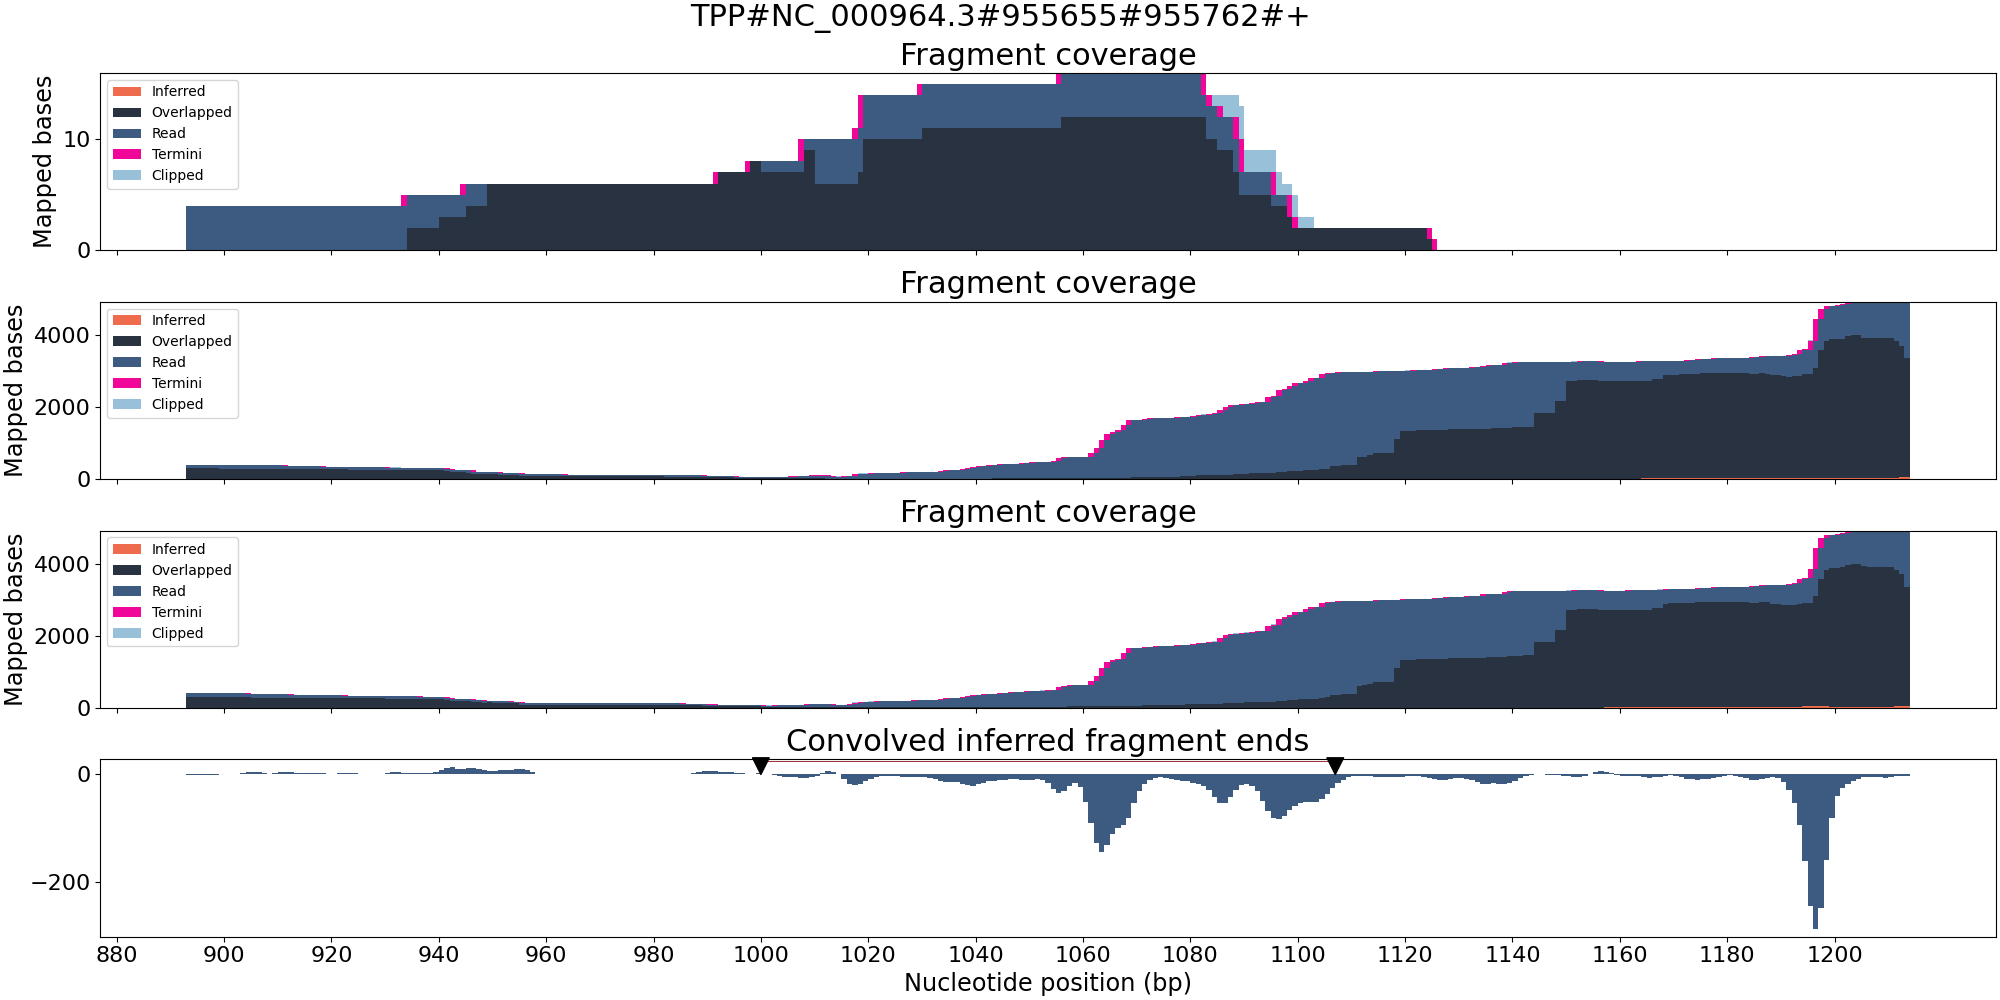 TPP#NC_000964.3#955655#955762#+
Fragment coverage
Mapped bases
10
0
Inferred
Overlapped
Read
Termini
Clipped
Fragment coverage
Mapped bases
4000
2000
0
Inferred
Overlapped
Read
Termini
Clipped
Fragment coverage
Mapped bases
4000
2000
0
Inferred
Overlapped
Read
Termini
Clipped
Convolved inferred fragment ends
0
−200
880 900 920 940 960 980 1000 1020 1040 1060 1080 1100 1120 1140 1160 1180 1200
Nucleotide position (bp)